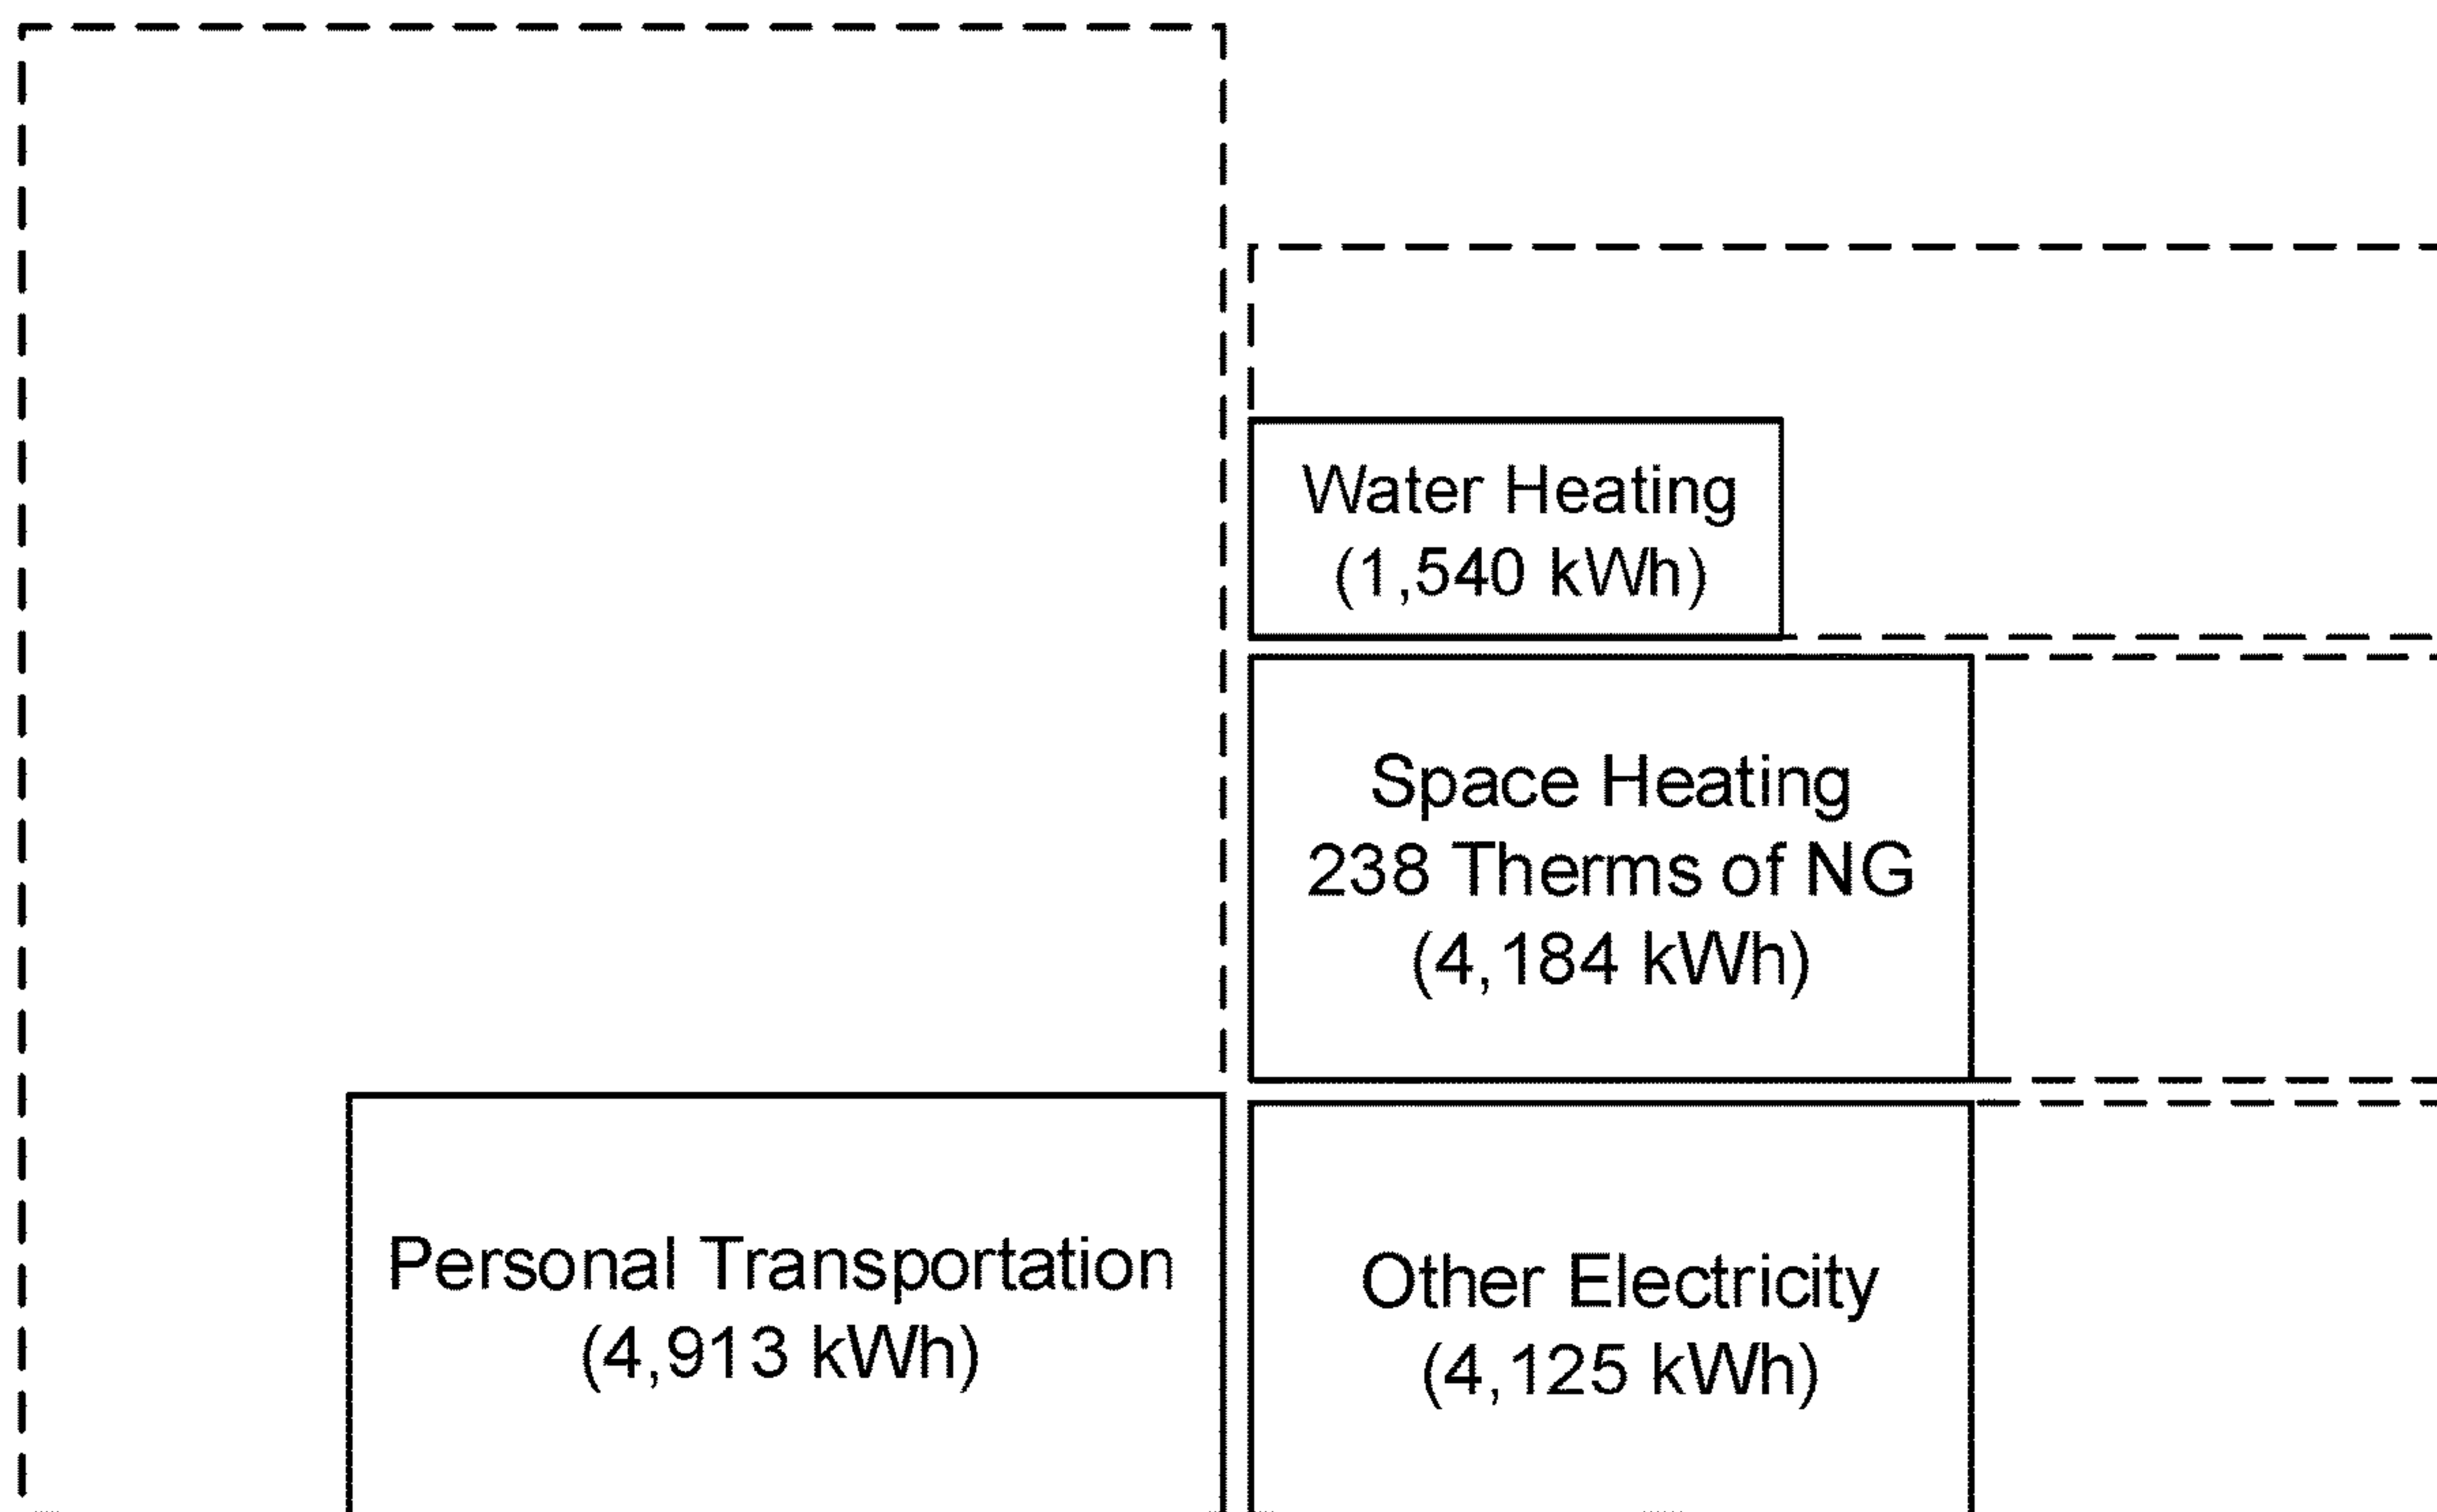 Water Heating
(1,540 kWh)
Space Heating
238 Therms of NG
(4,184 kWh)
Personal Transportation
(4,913 kWh)
Other Electricity
(4,125 kWh)